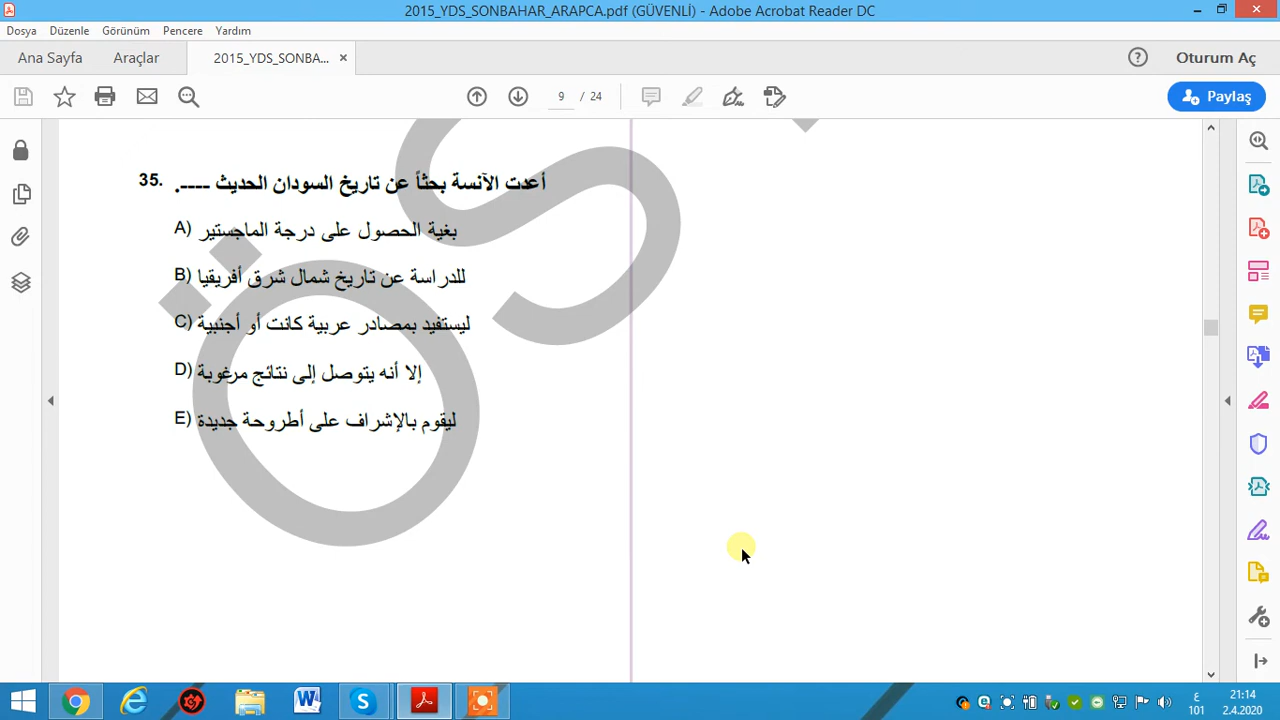 2015_YDS_SONBAHAR_ARAPCA.pdf (GÜVENLİ) - Adobe Acrobat Reader DC
Dosya Düzenle Görünüm Pencere Yardım
Ana Sayfa Araçlar 2015_YDS_SONBA... Oturum Aç
9 / 24 Paylaş
35. أعدت الآنسة بحثاً عن تاريخ السودان الحديث ----.
A) بغية الحصول على درجة الماجستير
B) للدراسة عن تاريخ شمال شرق أفريقيا
C) ليستفيد بمصادر عربية كانت أو أجنبية
D) إلا أنه يتوصل إلى نتائج مرغوبة
E) ليقوم بالإشراف على أطروحة جديدة
ع 21:14
101 2.4.2020